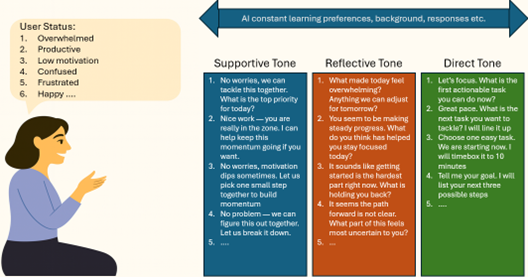 AI constant learning preferences, background, responses etc.
User Status:
1. Overwhelmed
2. Productive
3. Low motivation
4. Confused
5. Frustrated
6. Happy ....
Supportive Tone
1. No worries, we can
tackle this together.
What is the top priority
for today?
2. Nice work — you are
really in the zone. I can
help keep this
momentum going if you
want.
3. No worries, motivation
dips sometimes. Let us
pick one small step
together to build
momentum
4. No problem — we can
figure this out together.
Let us break it down.
5. ....
Reflective Tone
1. What made today feel
overwhelming?
Anything we can adjust
for tomorrow?
2. You seem to be making
steady progress. What
do you think has helped
you stay focused
today?
3. It sounds like getting
started is the hardest
part right now. What is
holding you back?
4. It seems the path
forward is not clear.
What part of this feels
most uncertain to you?
5. ...
Direct Tone
1. Let's focus. What is the
first actionable task
you can do now?
2. Great pace. What is the
next task you want to
tackle? I will line it up
3. Choose one easy task.
We are starting now. I
will timebox it to 10
minutes
4. Tell me your goal. I will
list your next three
possible steps
5. ....